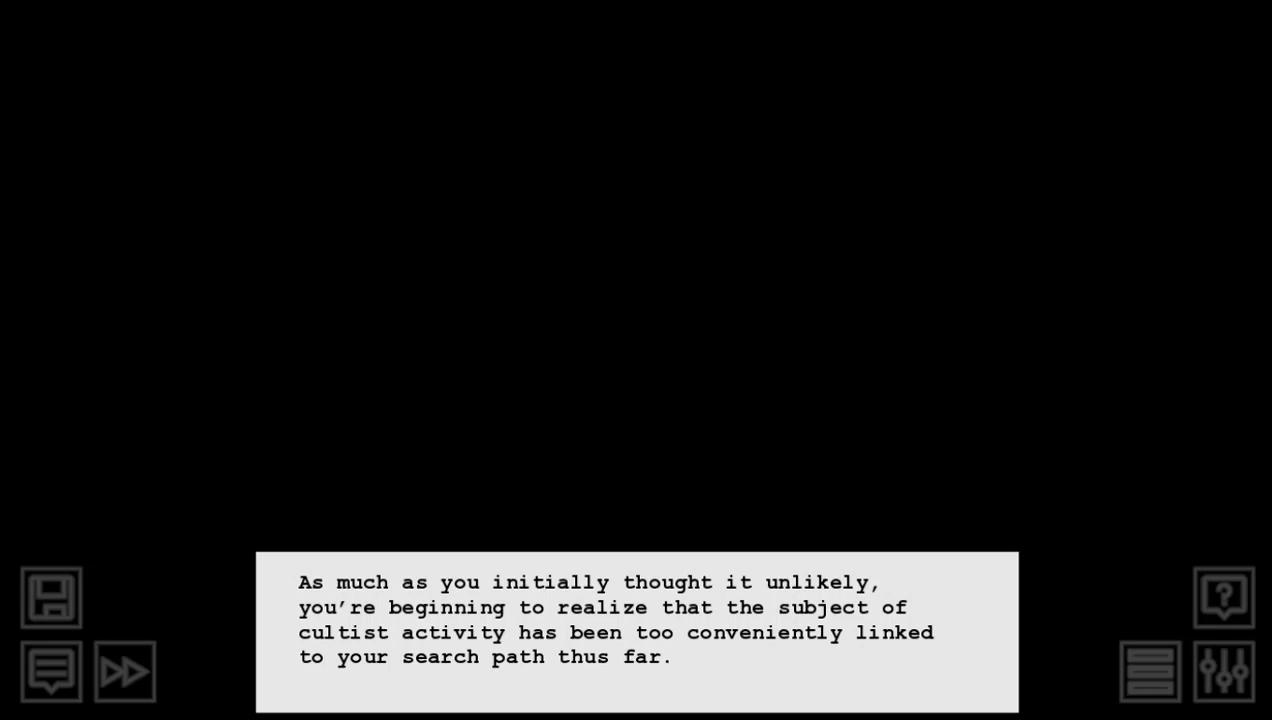 As much as you initially thought it unlikely,
you’re beginning to realize that the subject of
cultist activity has been too conveniently linked
to your search path thus far.
?